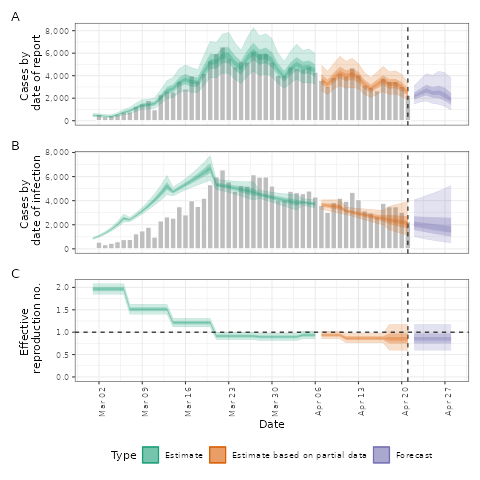 A
Cases by
date of report
8,000
6,000
4,000
2,000
0
B
Cases by
date of infection
8,000
6,000
4,000
2,000
0
C
Effective
reproduction no.
2.0
1.5
1.0
0.5
0.0
Mar 02
Mar 09
Mar 16
Mar 23
Mar 30
Apr 06
Apr 13
Apr 20
Apr 27
Date
Type
Estimate
Estimate based on partial data
Forecast